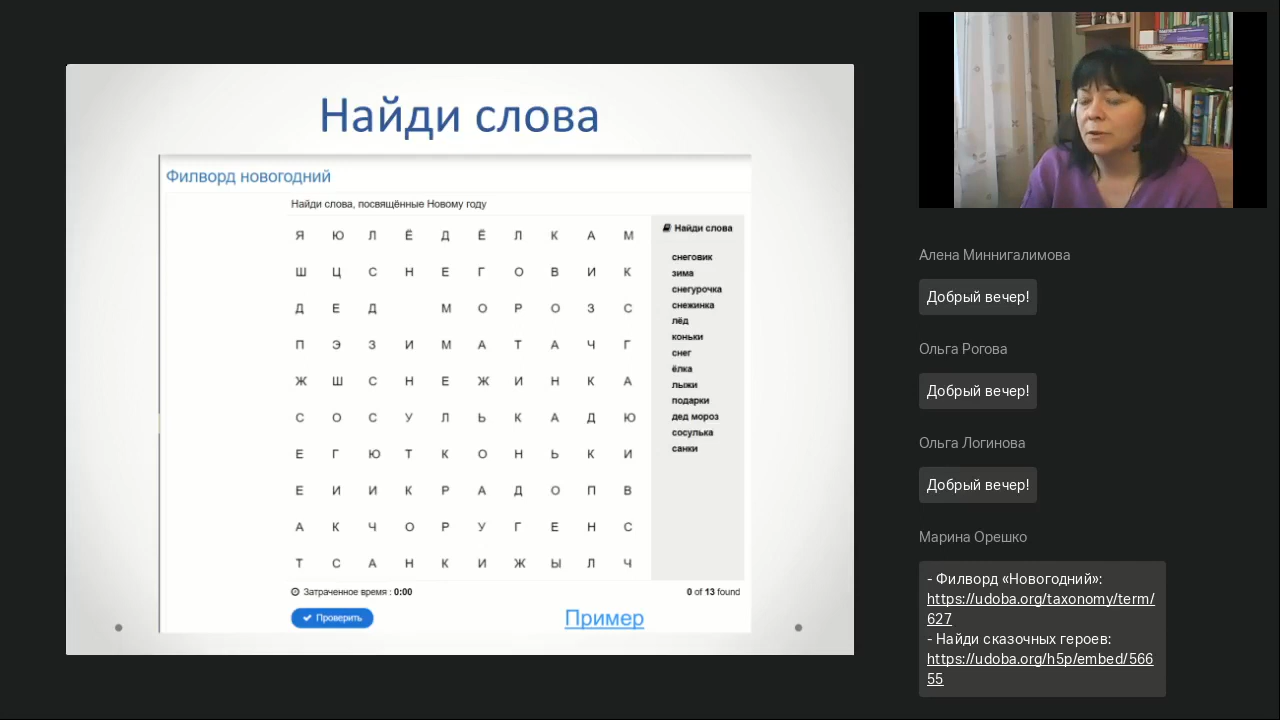 Найди слова
Филворд новогодний
Найди слова, посвящённые Новому году
Я Ю Л Ё Д Ё Л К А М
Ш Ц С Н Е Г О В И К
Д Е Д М О Р О З С
П Э З И М А Т А Ч Г
Ж Ш С Н Е Ж И Н К А
С О С У Л Ь К А Д Ю
Е Г Ю Т К О Н Ь К И
Е И И К Р А Д О П В
А К Ч О Р У Г Е Н С
Т С А Н К И Ж Ы Л Ч
Найди слова
снеговик
зима
снегурочка
снежинка
лёд
коньки
снег
ёлка
лыжи
подарки
дед мороз
сосулька
санки
Затраченное время : 0:00
0 of 13 found
Проверить
Пример
Алена Миннигалимова
Добрый вечер!
Ольга Рогова
Добрый вечер!
Ольга Логинова
Добрый вечер!
Марина Орешко
- Филворд «Новогодний»:
https://udoba.org/taxonomy/term/
627
- Найди сказочных героев:
https://udoba.org/h5p/embed/566
55